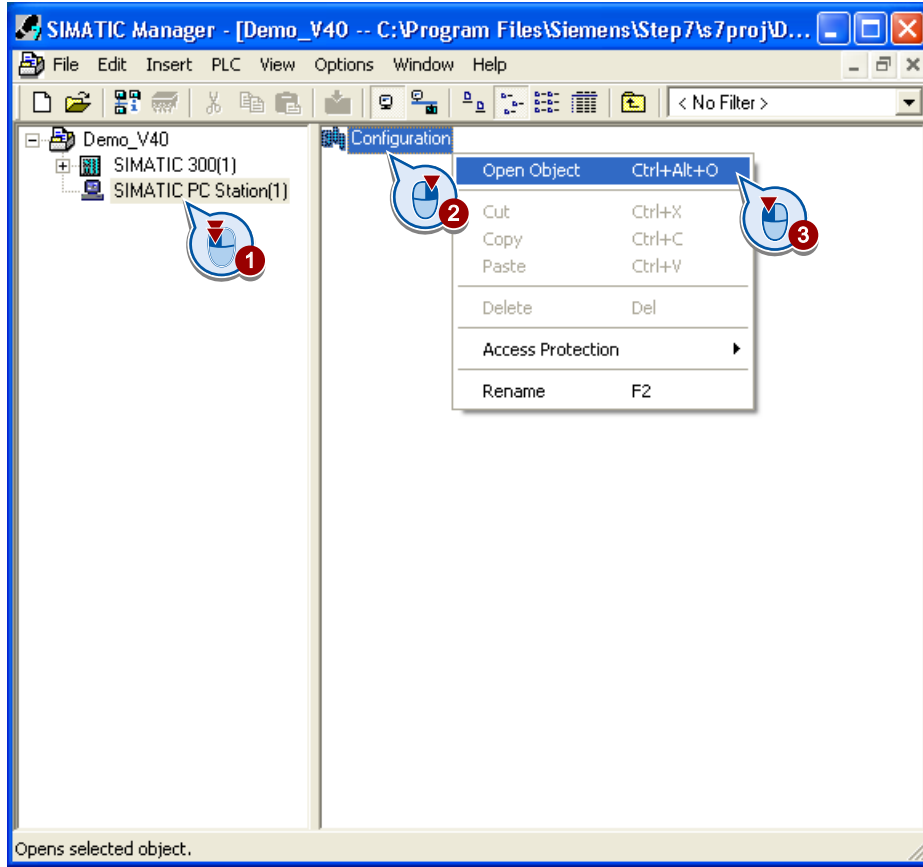 SIMATIC Manager - [Demo_V40 -- C:\Program Files\Siemens\Step7\s7proj\D...
File Edit Insert PLC View Options Window Help
< No Filter >
Demo_V40
SIMATIC 300(1)
SIMATIC PC Station(1)
Configuration
Open Object Ctrl+Alt+O
Cut Ctrl+X
Copy Ctrl+C
Paste Ctrl+V
Delete Del
Access Protection
Rename F2
1
2
3
Opens selected object.